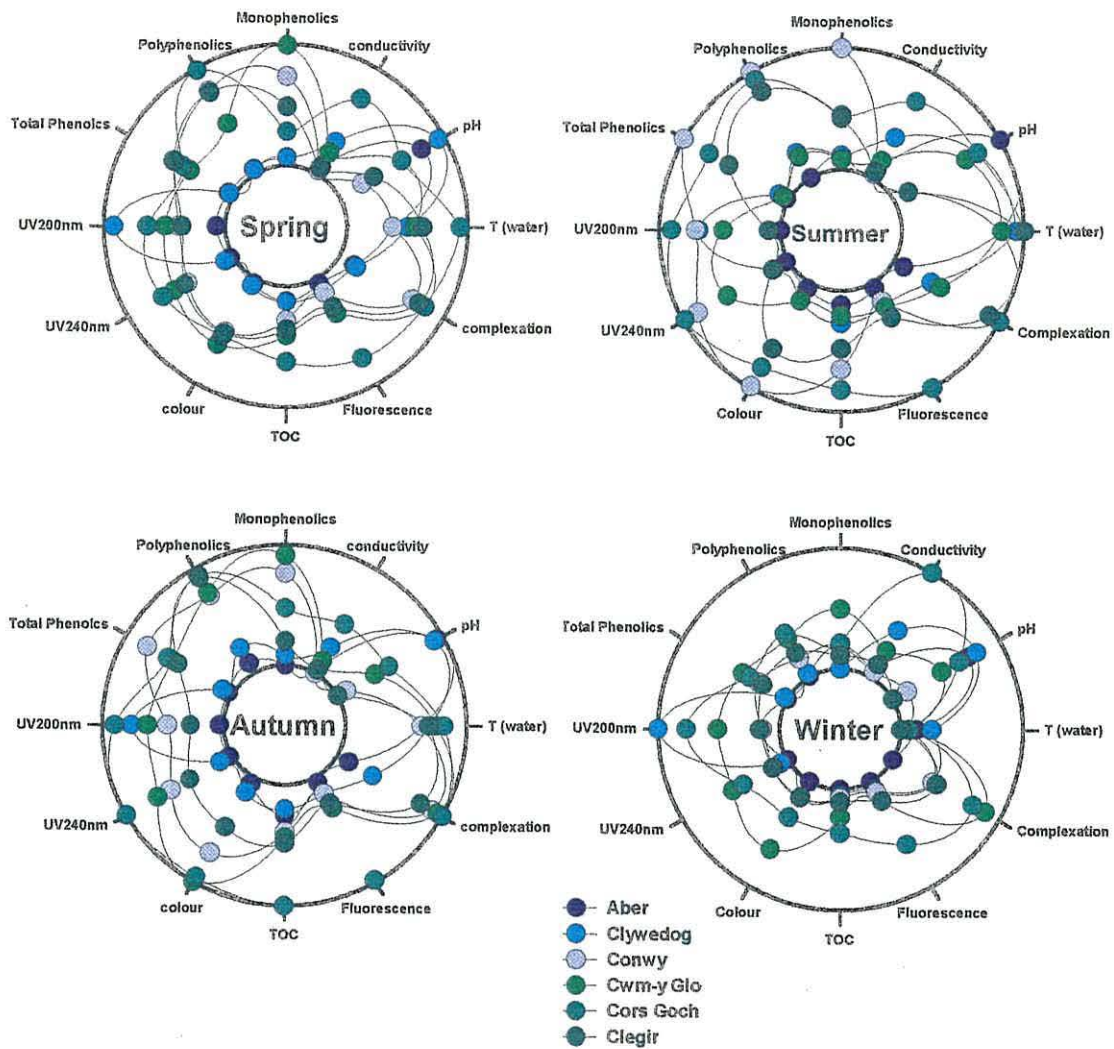 Monophenolics
Polyphenolics
conductivity
Total Phenolics
pH
UV200nm
Spring
T (water)
UV240nm
complexation
colour
Fluorescence
TOC
Monophenolics
Polyphenolics
Conductivity
Total Phenolics
pH
UV200nm
Summer
T (water)
UV240nm
Complexation
Colour
Fluorescence
TOC
Monophenolics
Polyphenolics
conductivity
Total Phenolics
pH
UV200nm
Autumn
T (water)
UV240nm
complexation
colour
Fluorescence
TOC
Monophenolics
Polyphenolics
Conductivity
Total Phenolics
pH
UV200nm
Winter
T (water)
UV240nm
Complexation
Colour
Fluorescence
TOC
Aber
Clywedog
Conwy
Cwm-y Glo
Cors Goch
Clegir